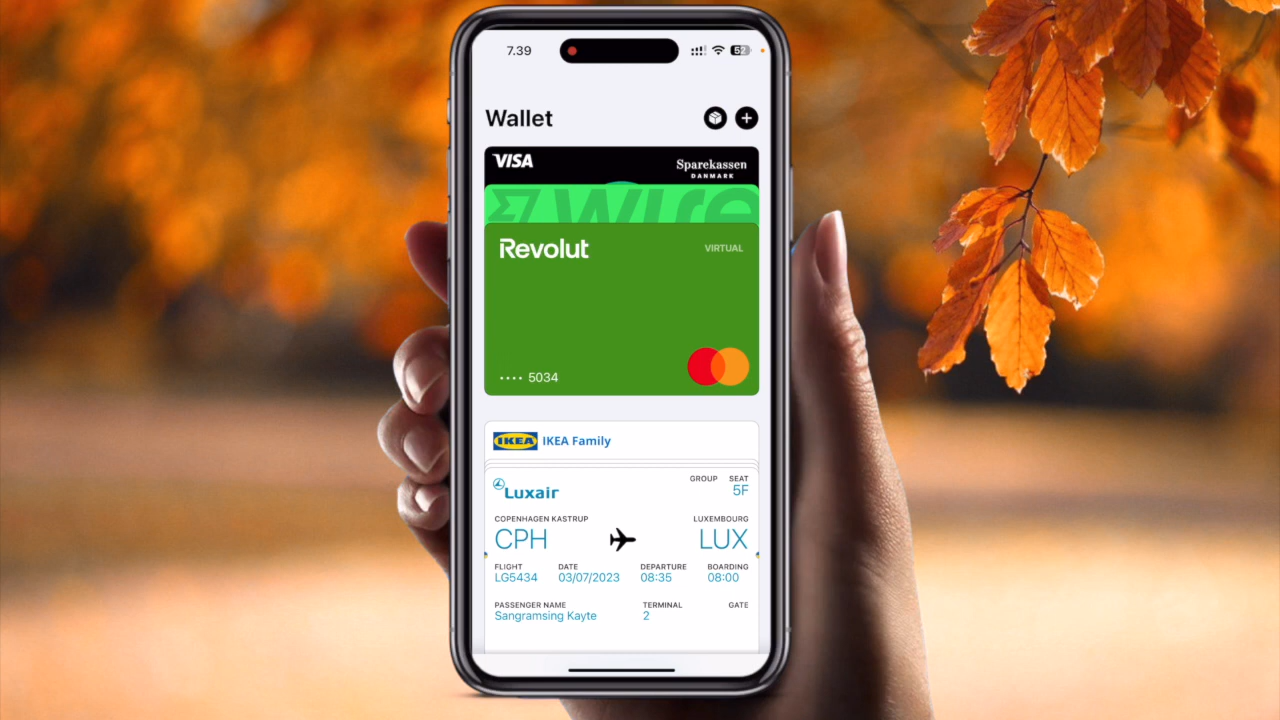 7.39
52
Wallet
VISA
Sparekassen
DANMARK
Revolut
VIRTUAL
•••• 5034
IKEA
IKEA Family
Luxair
GROUP SEAT
5F
COPENHAGEN KASTRUP LUXEMBOURG
CPH LUX
FLIGHT DATE DEPARTURE BOARDING
LG5434 03/07/2023 08:35 08:00
PASSENGER NAME TERMINAL GATE
Sangramsing Kayte 2